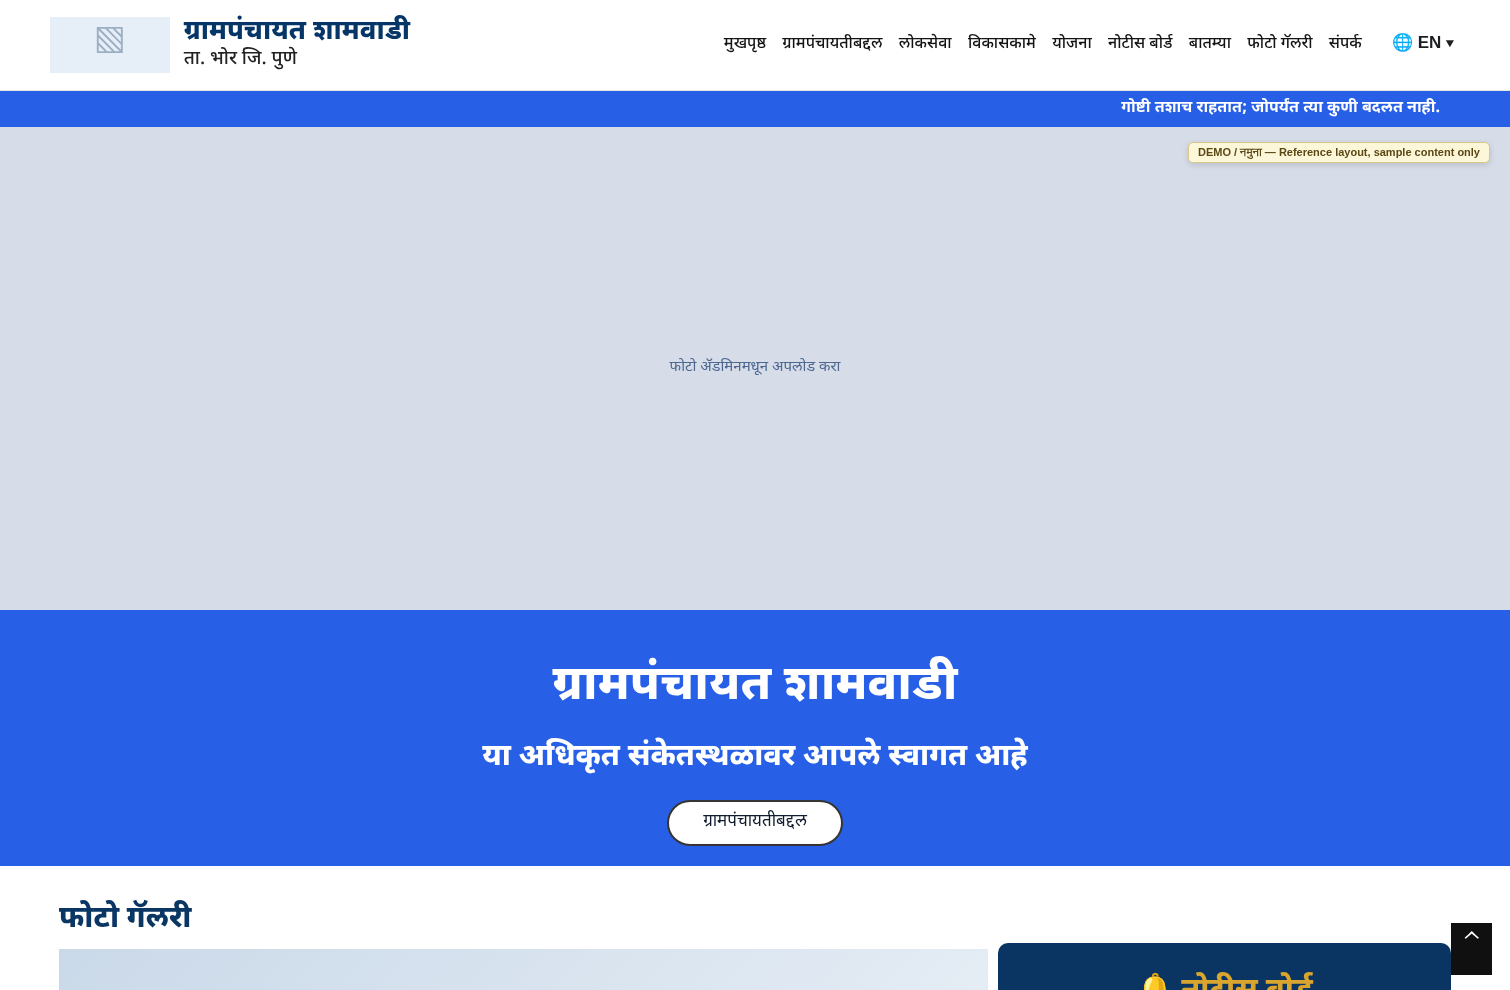 ग्रामपंचायत शामवाडी
ता. भोर जि. पुणे
मुखपृष्ठ ग्रामपंचायतीबद्दल लोकसेवा विकासकामे योजना नोटीस बोर्ड बातम्या फोटो गॅलरी संपर्क 🌐 EN ▾
गोष्टी तशाच राहतात; जोपर्यंत त्या कुणी बदलत नाही.
DEMO / नमुना — Reference layout, sample content only
फोटो ॲडमिनमधून अपलोड करा
ग्रामपंचायत शामवाडी
या अधिकृत संकेतस्थळावर आपले स्वागत आहे
ग्रामपंचायतीबद्दल
फोटो गॅलरी
🔔 नोटीस बोर्ड